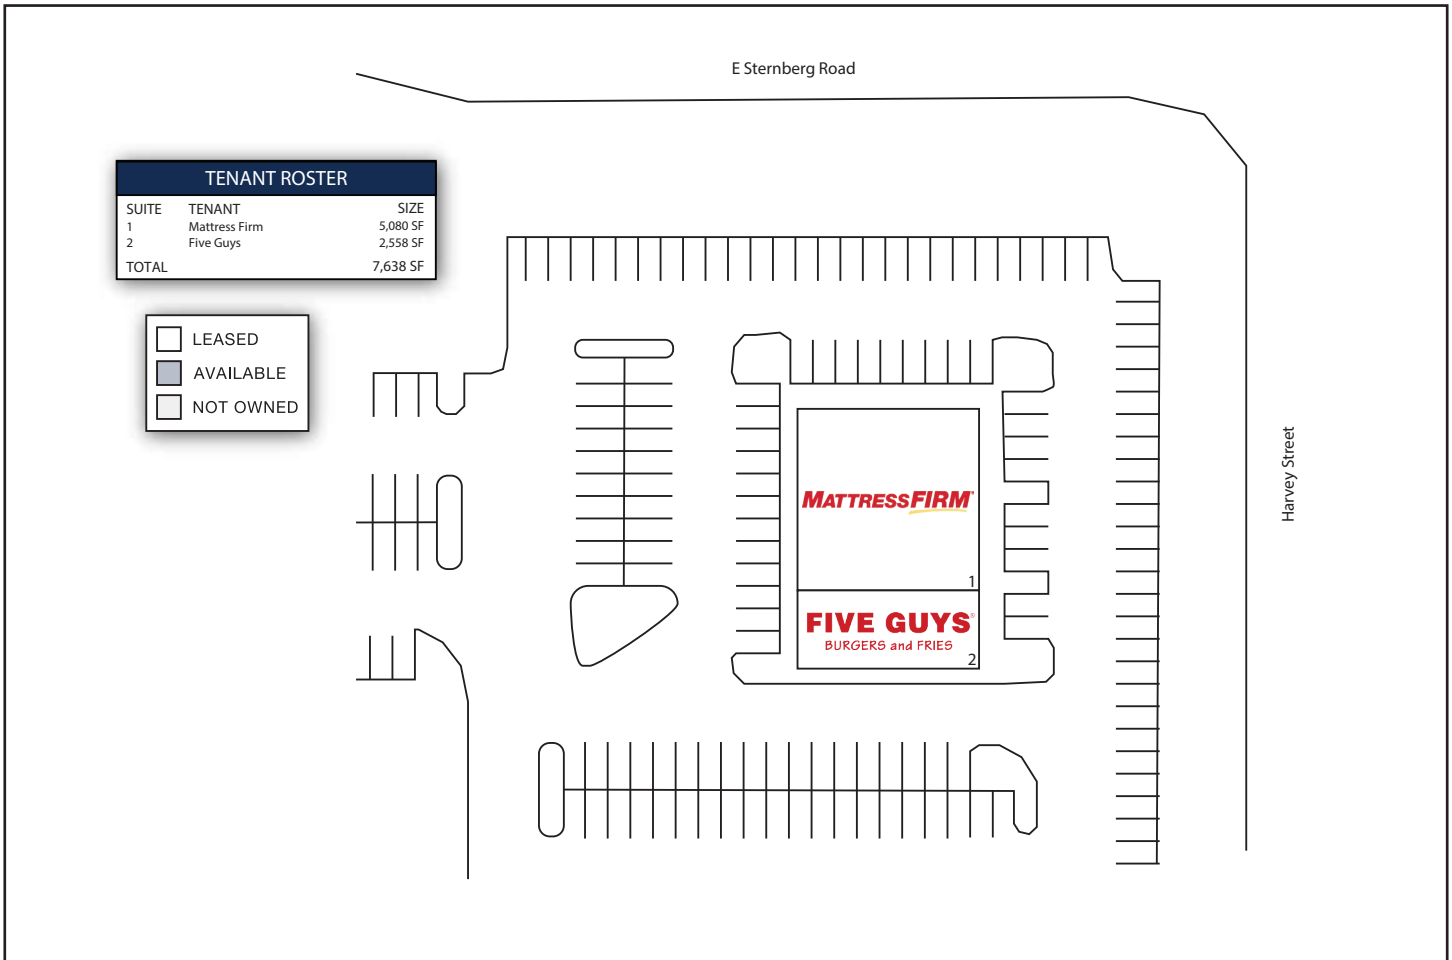 E Sternberg Road
TENANT ROSTER
SUITE TENANT SIZE
1 Mattress Firm 5,080 SF
2 Five Guys 2,558 SF
TOTAL 7,638 SF
LEASED
AVAILABLE
NOT OWNED
Harvey Street
MATTRESSFIRM
1
FIVE GUYS®
BURGERS and FRIES
2